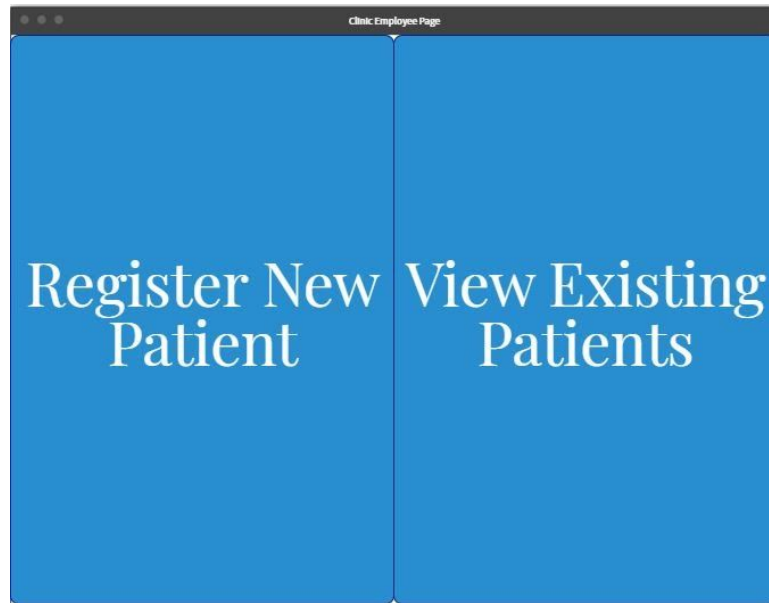 Clinic Employee Page
Register New
Patient
View Existing
Patients